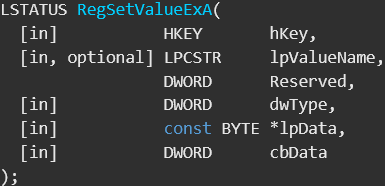 LSTATUS RegSetValueExA(
  [in]           HKEY       hKey,
  [in, optional] LPCSTR     lpValueName,
                 DWORD      Reserved,
  [in]           DWORD      dwType,
  [in]           const BYTE *lpData,
  [in]           DWORD      cbData
);